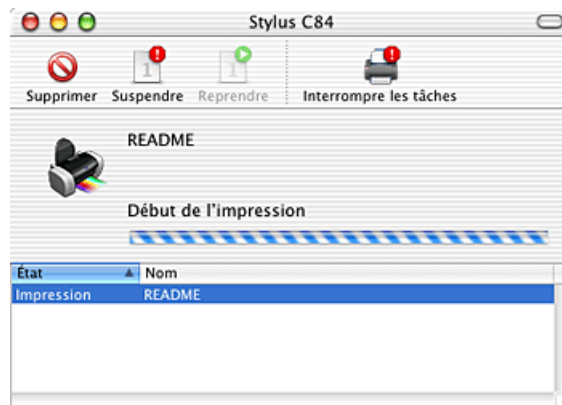 Stylus C84
Supprimer Suspendre Reprendre Interrompre les tâches
README
Début de l'impression
État Nom
Impression README